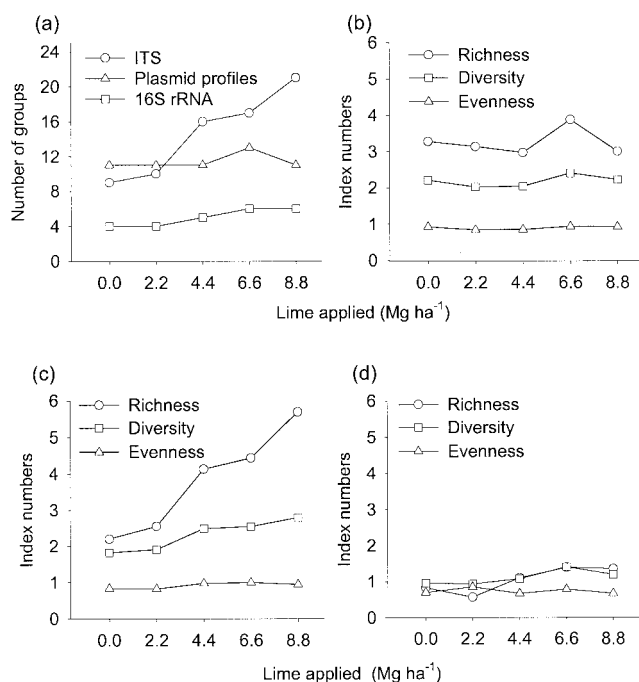 (a)
ITS
Plasmid profiles
16S rRNA
Number of groups
24
20
16
12
8
4
0
0.0 2.2 4.4 6.6 8.8
(b)
Richness
Diversity
Evenness
Index numbers
6
5
4
3
2
1
0
0.0 2.2 4.4 6.6 8.8
Lime applied (Mg ha⁻¹)
(c)
Richness
Diversity
Evenness
Index numbers
6
5
4
3
2
1
0
0.0 2.2 4.4 6.6 8.8
(d)
Richness
Diversity
Evenness
Index numbers
6
5
4
3
2
1
0
0.0 2.2 4.4 6.6 8.8
Lime applied (Mg ha⁻¹)